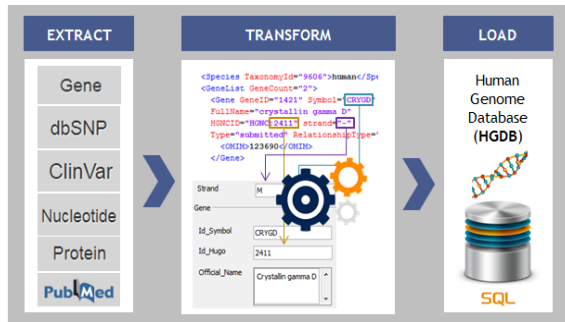 EXTRACT
Gene
dbSNP
ClinVar
Nucleotide
Protein
PubMed
TRANSFORM
<Species TaxonomyId="9606">human</Spe
<GeneList GeneCount="2">
<Gene GeneID="1421" Symbol="CRYGD"
FullName="crystallin gamma D"
HGNCID="HGNC:2411" strand="-"
Type="submitted" RelationshipType="
<OMIM>123690</OMIM>
</Gene>
Strand
M
Gene
Id_Symbol
CRYGD
Id_Hugo
2411
Official_Name
Crystallin gamma D
LOAD
Human
Genome
Database
(HGDB)
SQL